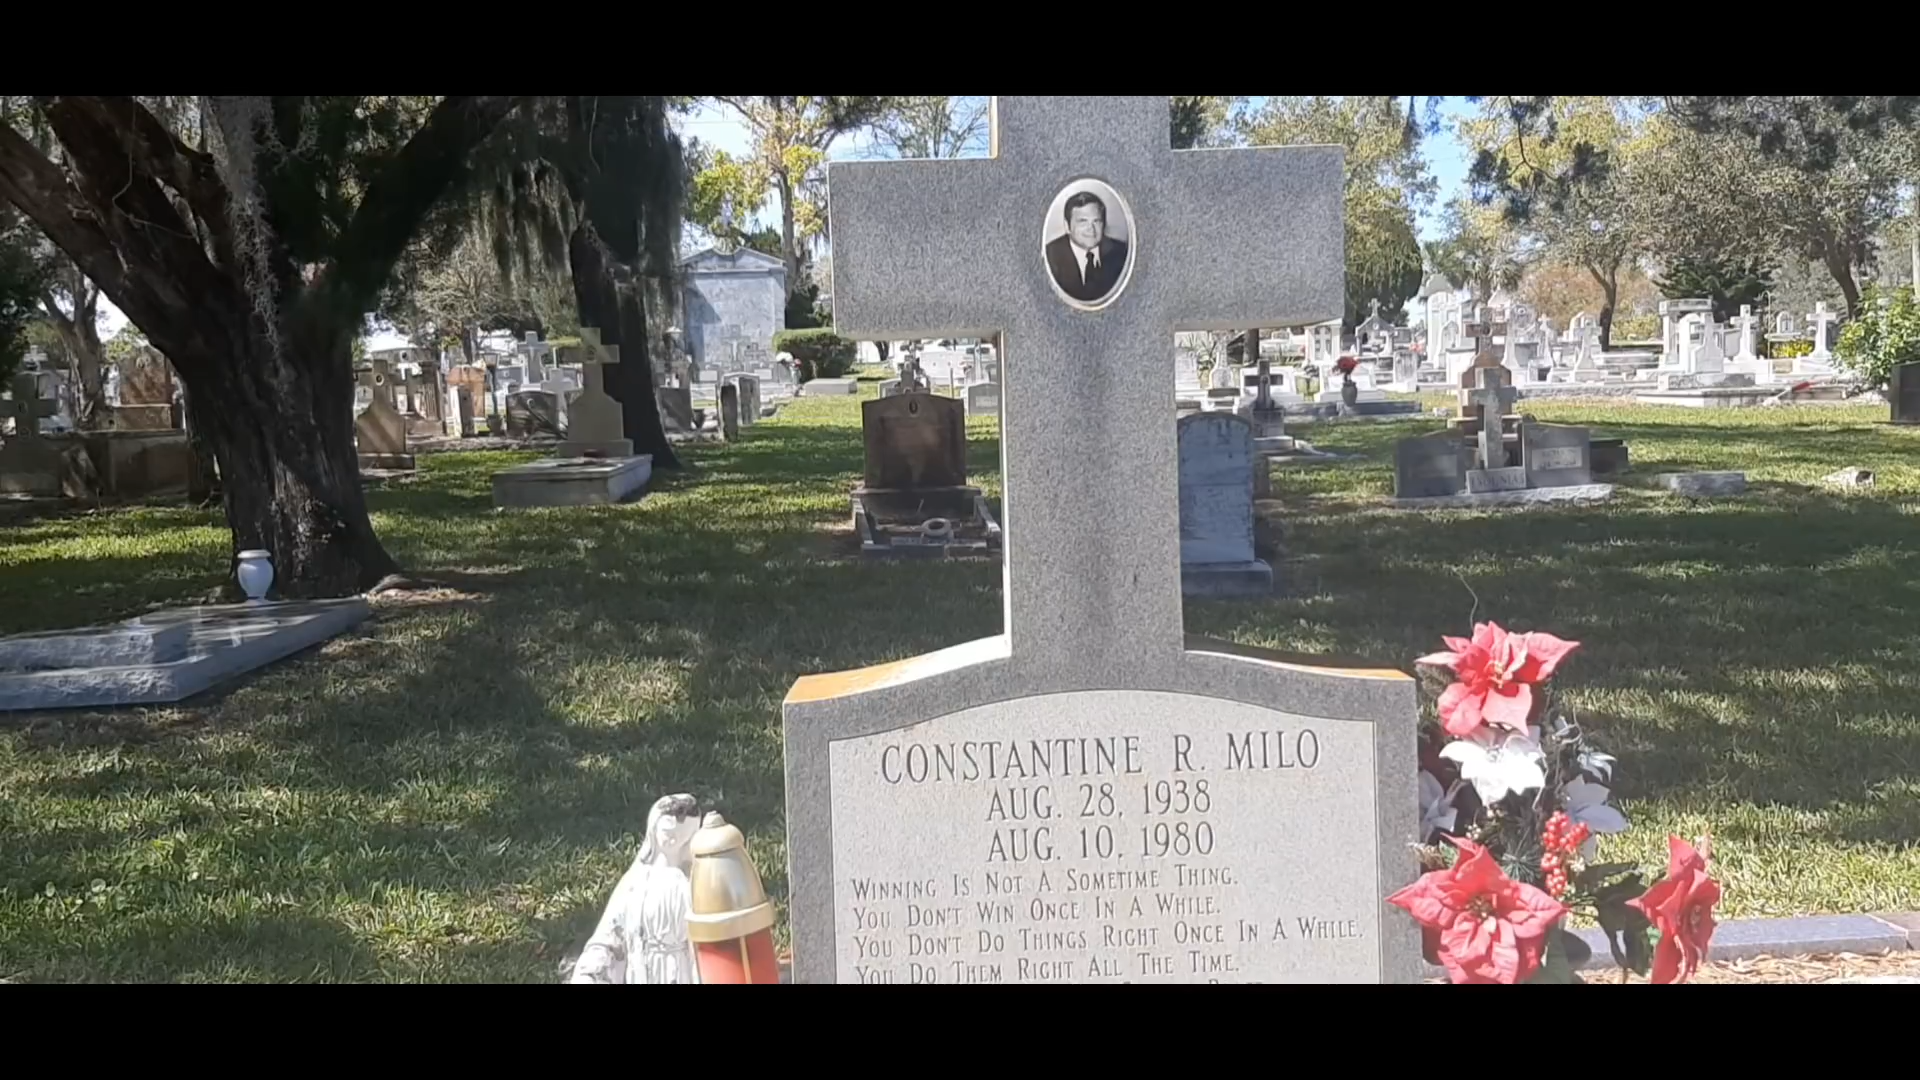 CONSTANTINE R. MILO
AUG. 28, 1938
AUG. 10, 1980
WINNING IS NOT A SOMETIME THING.
YOU DON'T WIN ONCE IN A WHILE.
YOU DON'T DO THINGS RIGHT ONCE IN A WHILE.
YOU DO THEM RIGHT ALL THE TIME.